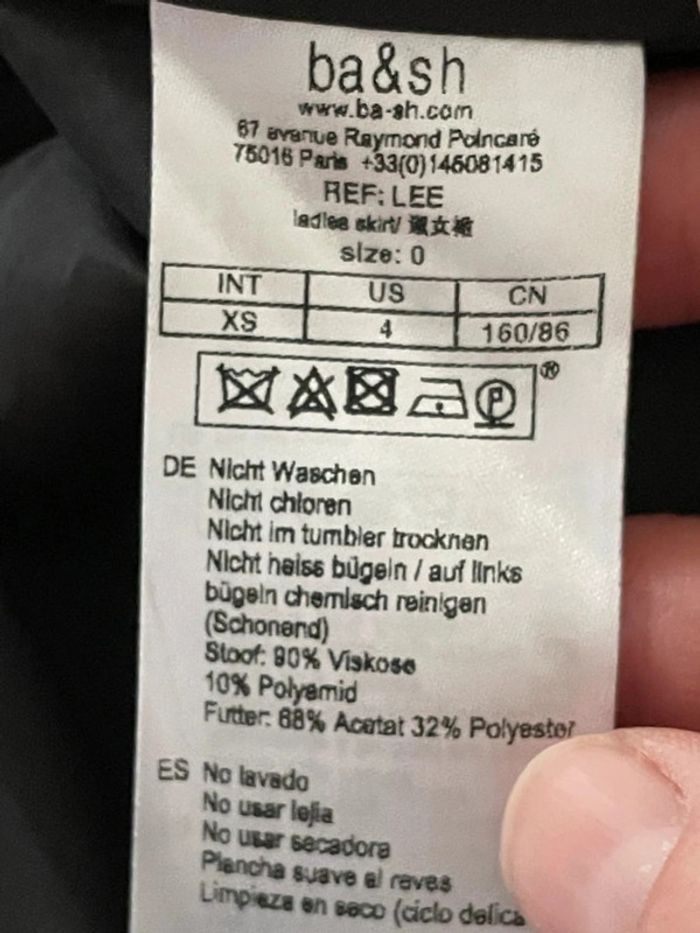 ba&sh
www.ba-sh.com
67 avenue Raymond Poincaré
75016 Paris +33(0)145081415
REF: LEE
ladies skirt/ 淑女裙
size: 0
INT US CN
XS 4 160/86
®
P
DE Nicht Waschen
Nicht chloren
Nicht im tumbler trocknen
Nicht heiss bügeln / auf links
bügeln chemisch reinigen
(Schonend)
Stoof: 90% Viskose
10% Polyamid
Futter: 68% Acetat 32% Polyester
ES No lavado
No usar lejia
No usar secadora
Plancha suave al reves
Limpieza en seco (ciclo delica